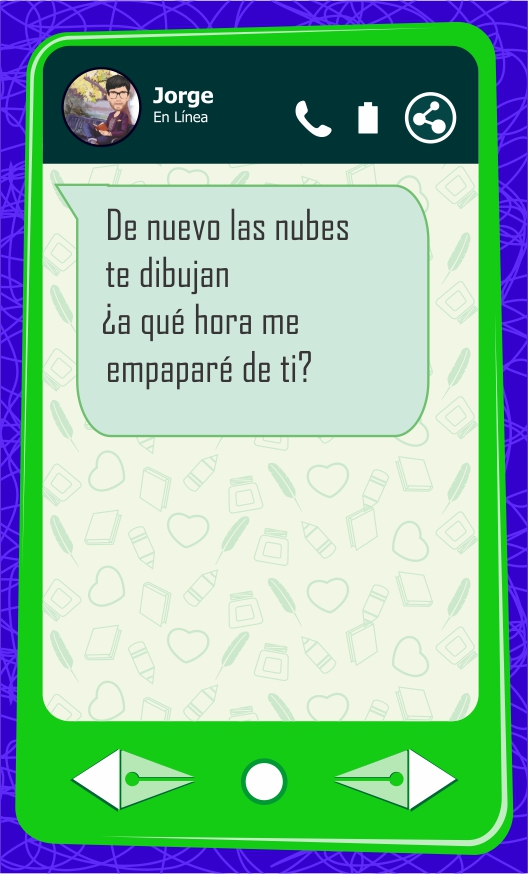 Jorge
En Línea
De nuevo las nubes
te dibujan
¿a qué hora me
empaparé de ti?